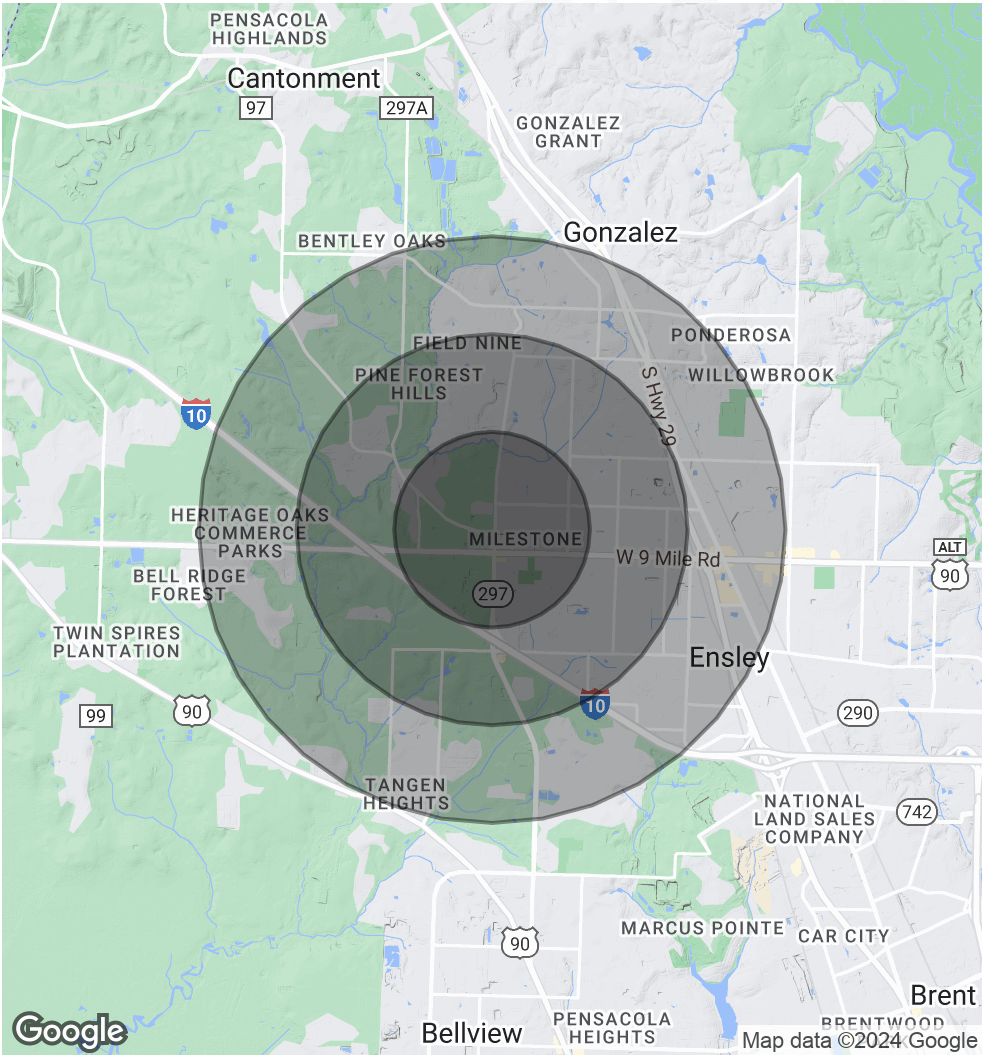 PENSACOLA
HIGHLANDS
Cantonment
97
297A
GONZALEZ
GRANT
Gonzalez
BENTLEY OAKS
FIELD NINE
PONDEROSA
PINE FOREST
HILLS
WILLOWBROOK
S Hwy 29
10
HERITAGE OAKS
COMMERCE
PARKS
MILESTONE
W 9 Mile Rd
ALT
90
BELL RIDGE
FOREST
297
TWIN SPIRES
PLANTATION
Ensley
90
99
10
290
TANGEN
HEIGHTS
NATIONAL
LAND SALES
COMPANY
742
MARCUS POINTE
CAR CITY
90
Brent
PENSACOLA
HEIGHTS
BRENTWOOD
Bellview
Google
Map data ©2024 Google